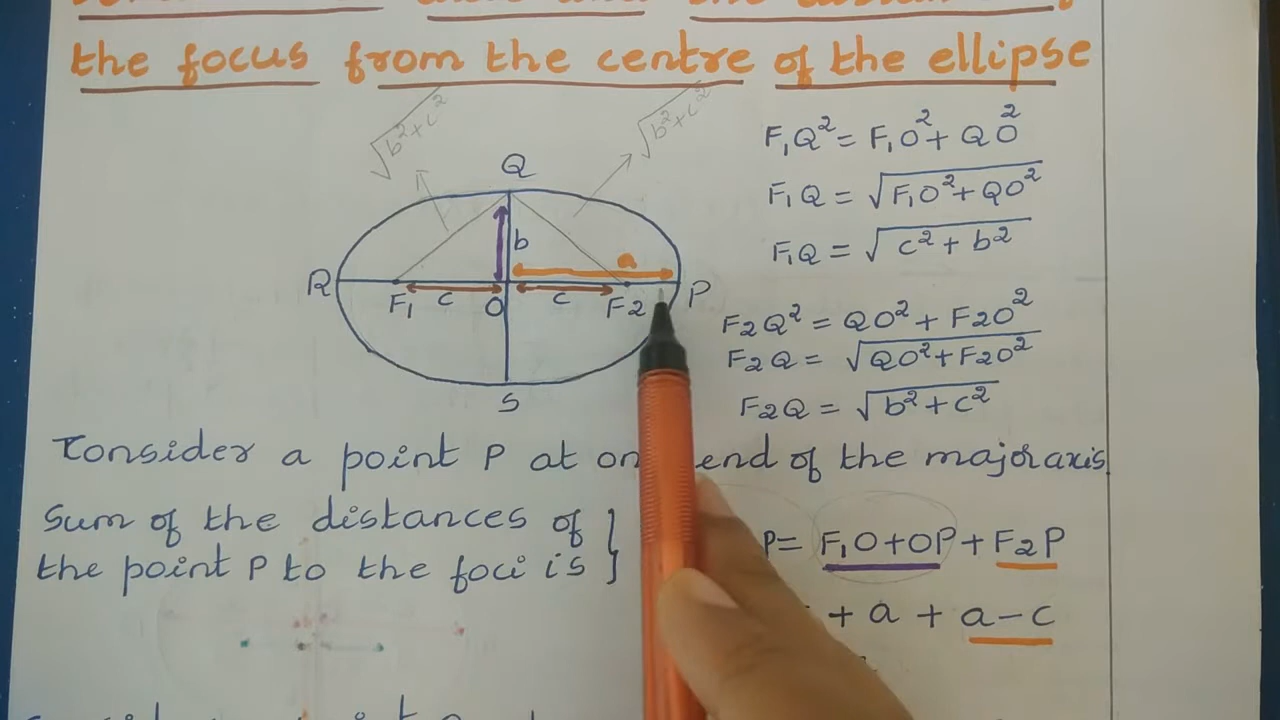 the focus from the centre of the ellipse
√b²+c²
√b²+c²
Q
b
a
R
F₁
c
O
c
F2
P
S
F₁Q² = F₁O² + QO²
F₁Q = √F₁O²+QO²
F₁Q = √c²+b²
F₂Q² = QO² + F2O²
F₂Q = √QO²+F2O²
F₂Q = √b²+c²
Consider a point P at end of the major axis
Sum of the distances of
the point P to the foci is }
P = F₁O+OP + F₂P
+ a + a-c